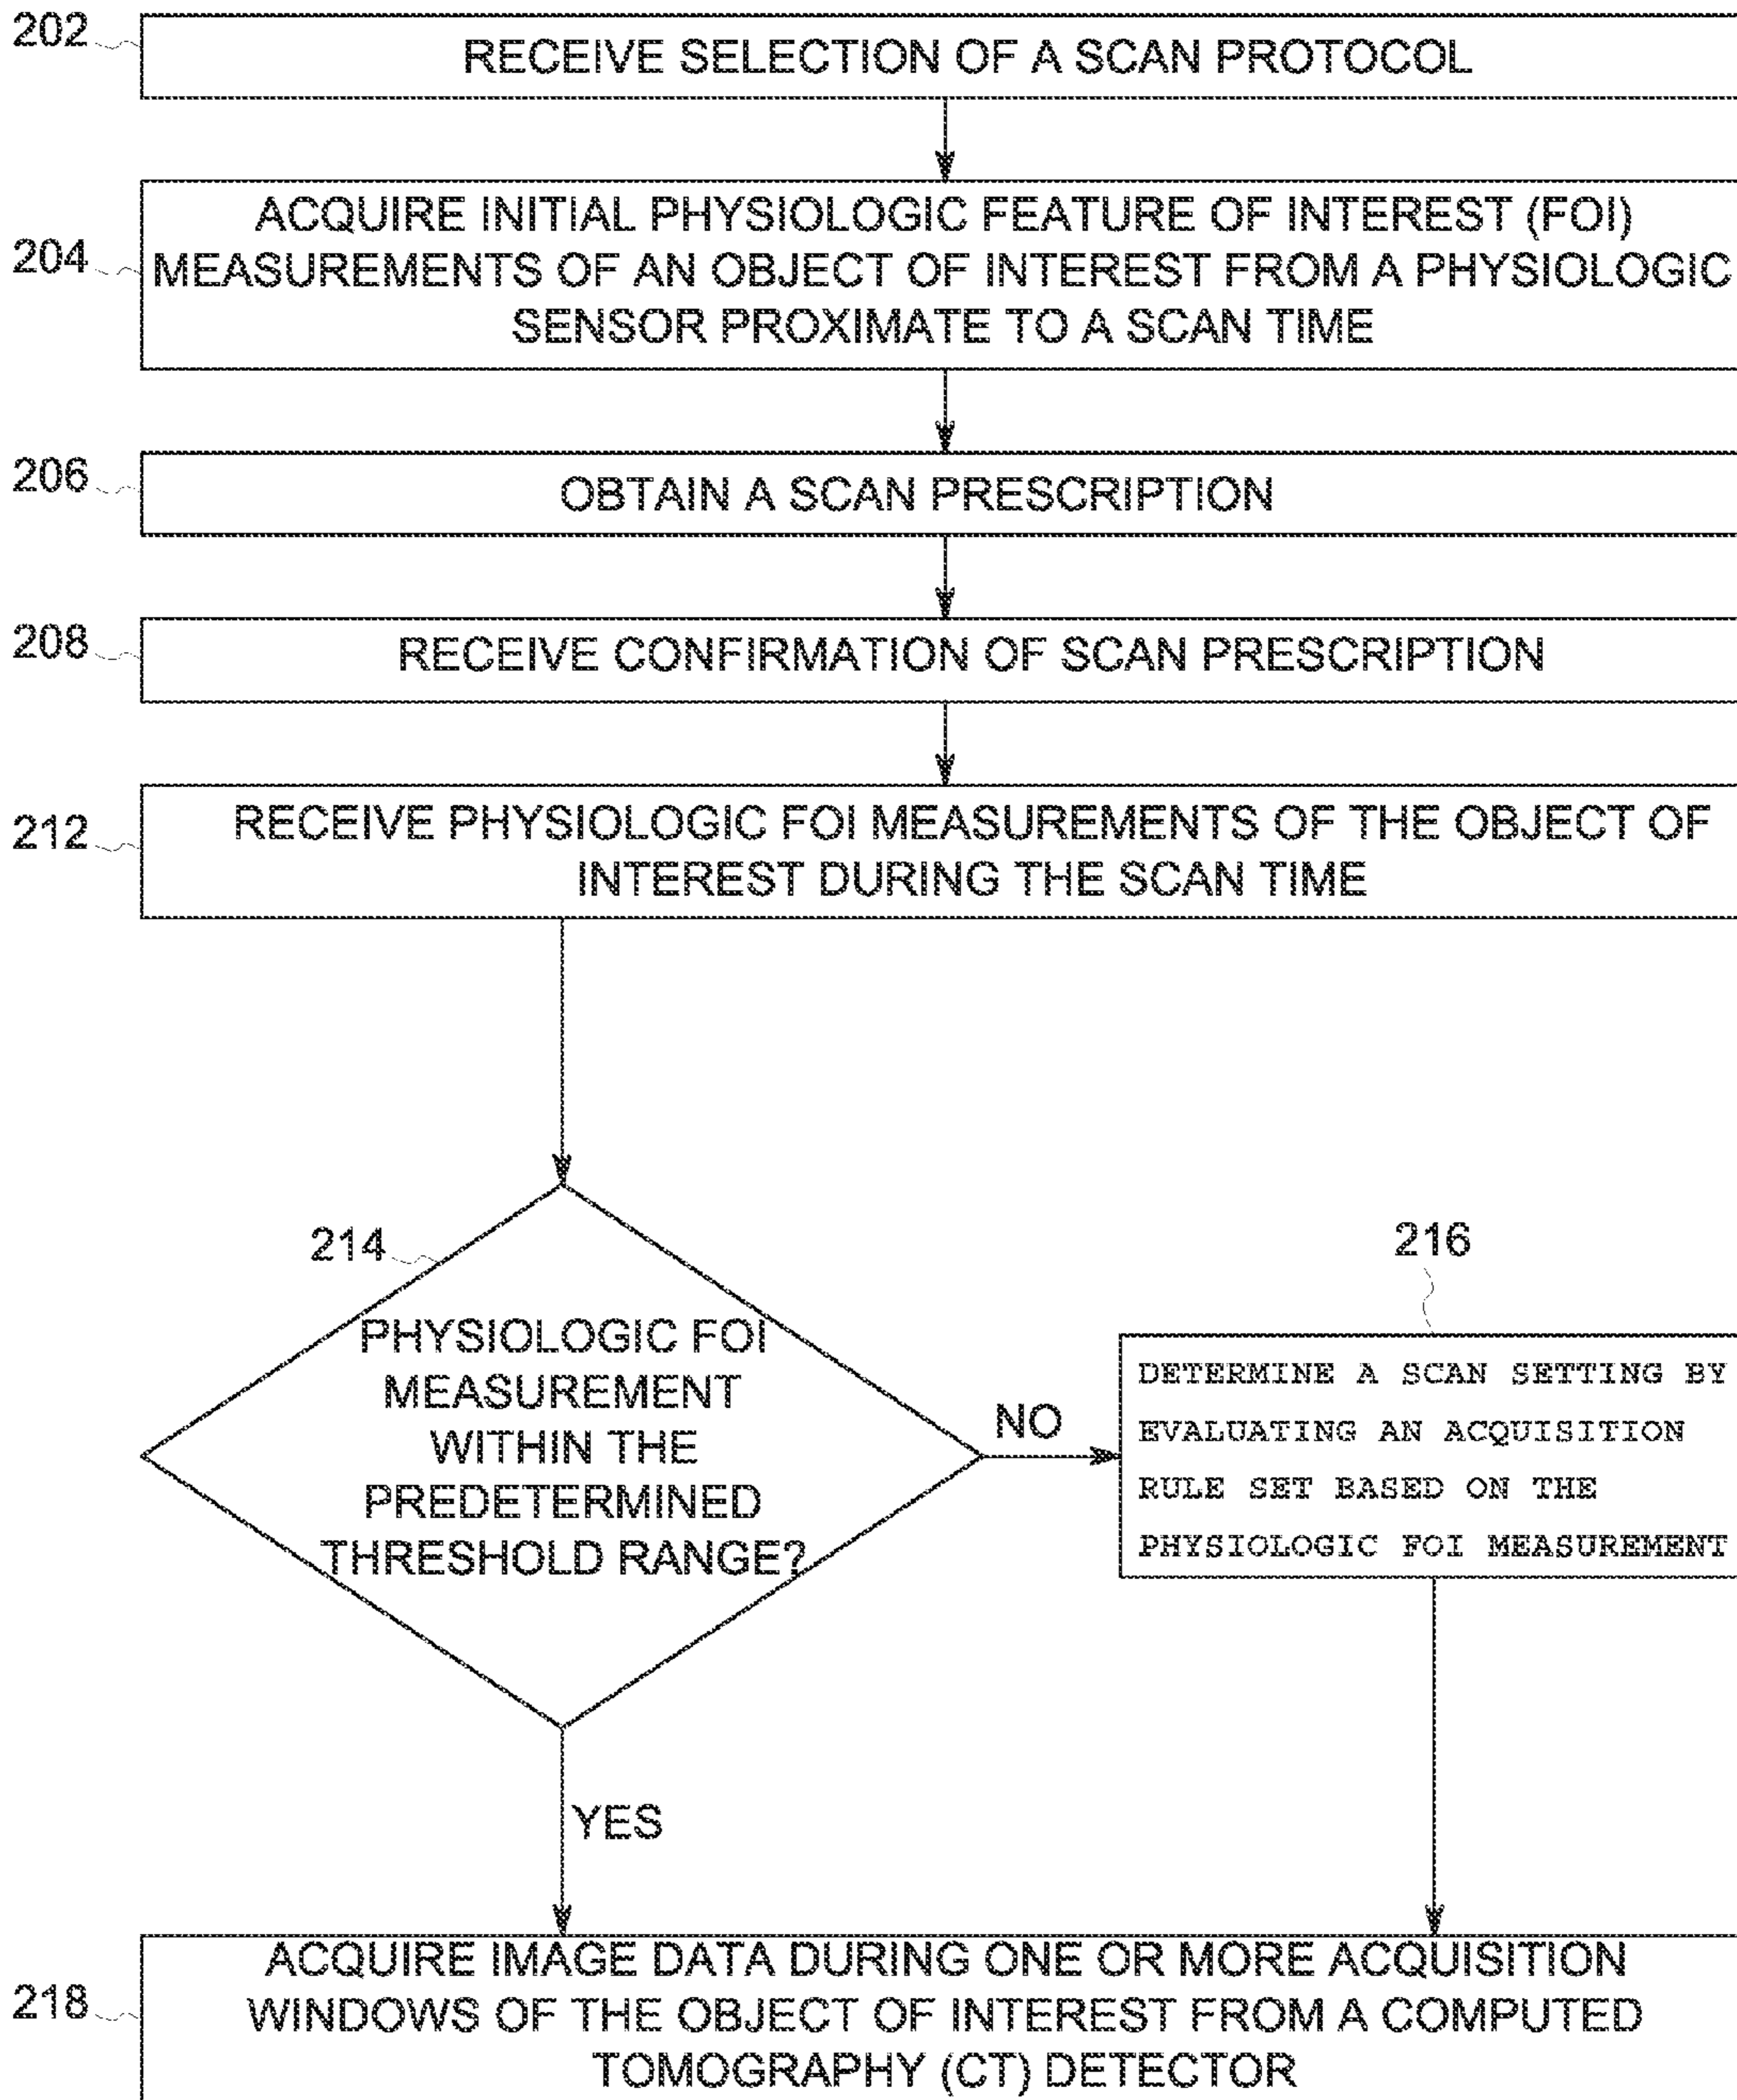 202
RECEIVE SELECTION OF A SCAN PROTOCOL
204
ACQUIRE INITIAL PHYSIOLOGIC FEATURE OF INTEREST (FOI)
MEASUREMENTS OF AN OBJECT OF INTEREST FROM A PHYSIOLOGIC
SENSOR PROXIMATE TO A SCAN TIME
206
OBTAIN A SCAN PRESCRIPTION
208
RECEIVE CONFIRMATION OF SCAN PRESCRIPTION
212
RECEIVE PHYSIOLOGIC FOI MEASUREMENTS OF THE OBJECT OF
INTEREST DURING THE SCAN TIME
214
PHYSIOLOGIC FOI
MEASUREMENT
WITHIN THE
PREDETERMINED
THRESHOLD RANGE?
NO
216
DETERMINE A SCAN SETTING BY
EVALUATING AN ACQUISITION
RULE SET BASED ON THE
PHYSIOLOGIC FOI MEASUREMENT
YES
218
ACQUIRE IMAGE DATA DURING ONE OR MORE ACQUISITION
WINDOWS OF THE OBJECT OF INTEREST FROM A COMPUTED
TOMOGRAPHY (CT) DETECTOR